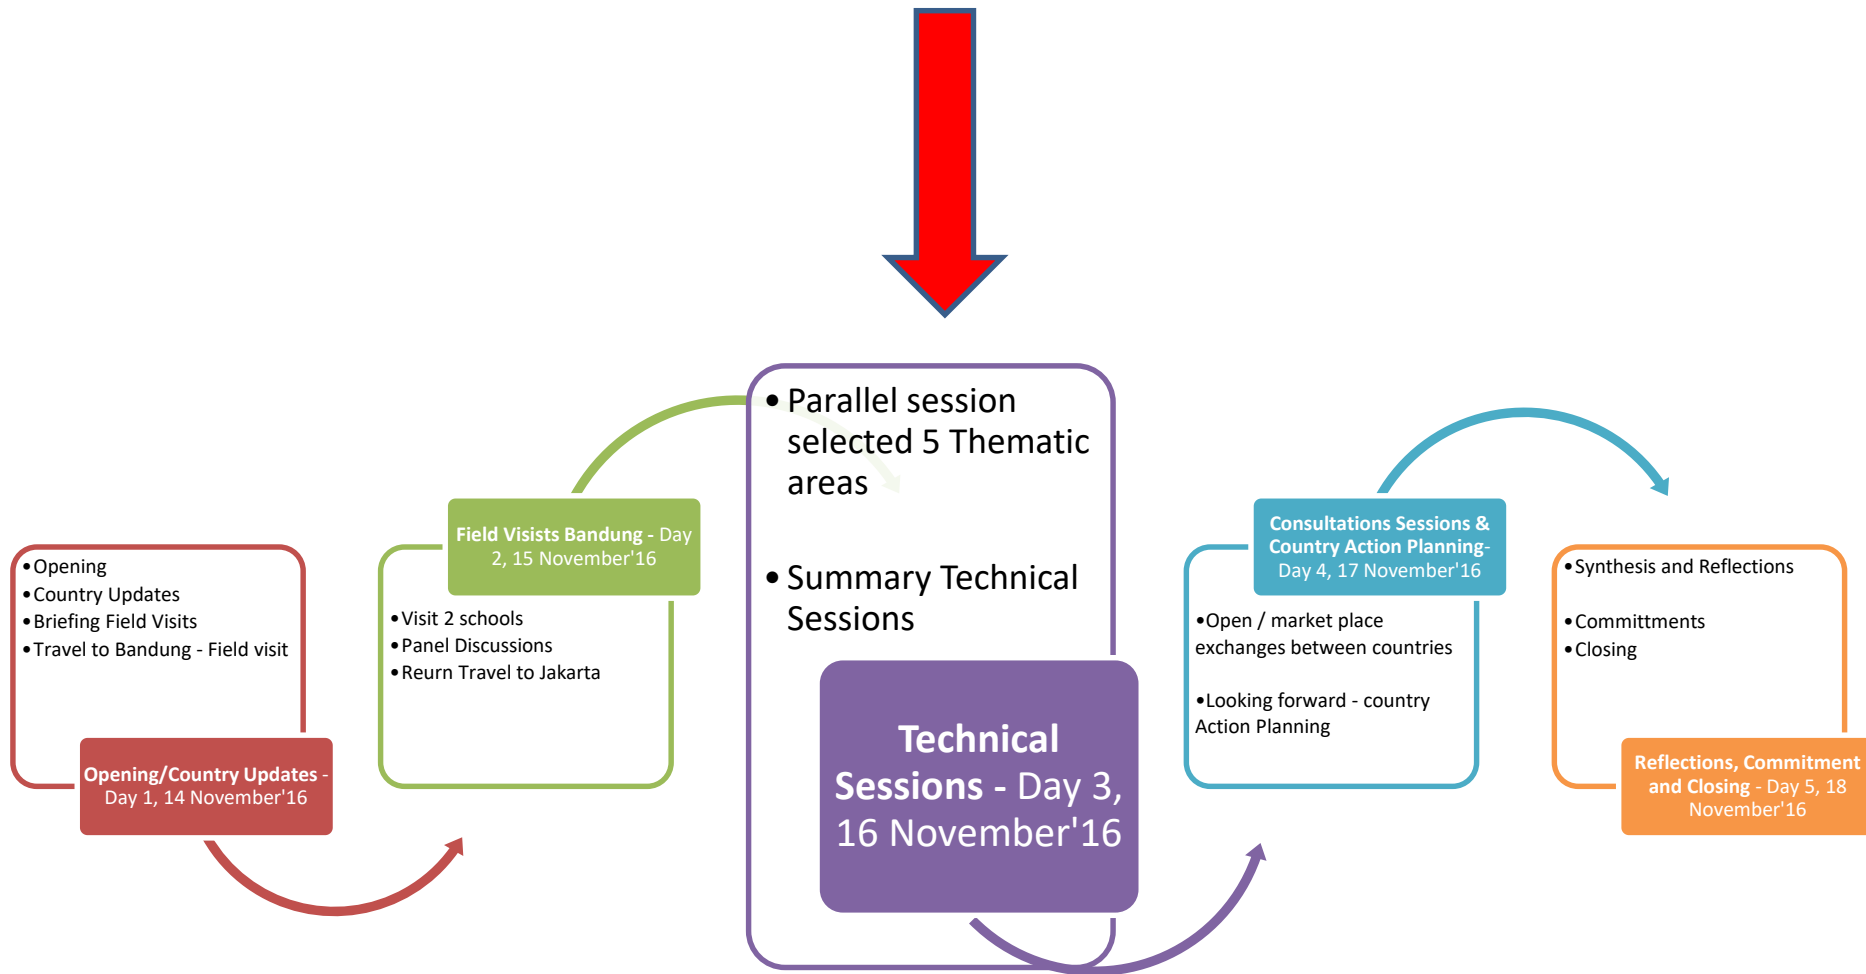 •Opening
•Country Updates
•Briefing Field Visits
•Travel to Bandung - Field visit
Opening/Country Updates -
Day 1, 14 November'16
Field Visists Bandung - Day
2, 15 November'16
•Visit 2 schools
•Panel Discussions
•Reurn Travel to Jakarta
• Parallel session
selected 5 Thematic
areas
• Summary Technical
Sessions
Technical
Sessions - Day 3,
16 November'16
Consultations Sessions &
Country Action Planning-
Day 4, 17 November'16
•Open / market place
exchanges between countries
•Looking forward - country
Action Planning
•Synthesis and Reflections
•Committments
•Closing
Reflections, Commitment
and Closing - Day 5, 18
November'16